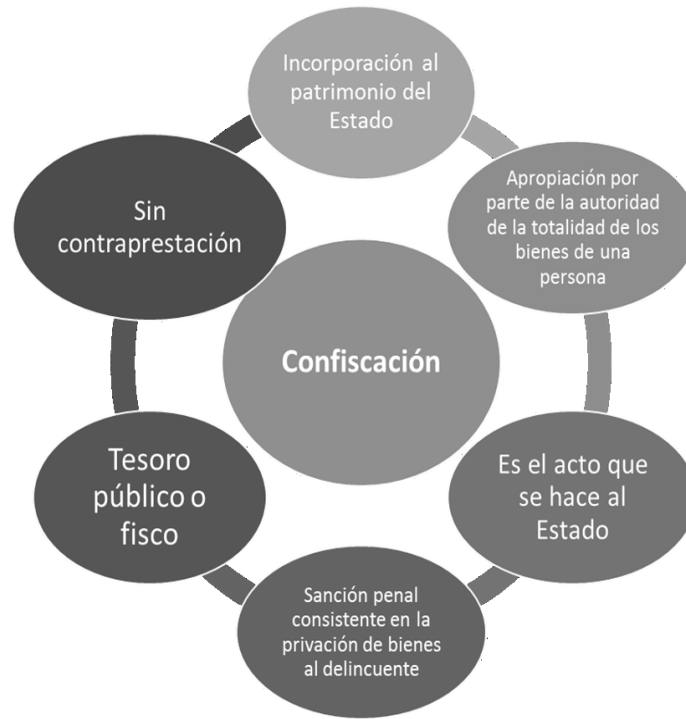 Incorporación al
patrimonio del
Estado
Apropiación por
parte de la autoridad
de la totalidad de los
bienes de una
persona
Es el acto que
se hace al
Estado
Sanción penal
consistente en la
privación de bienes
al delincuente
Tesoro
público o
fisco
Sin
contraprestación
Confiscación